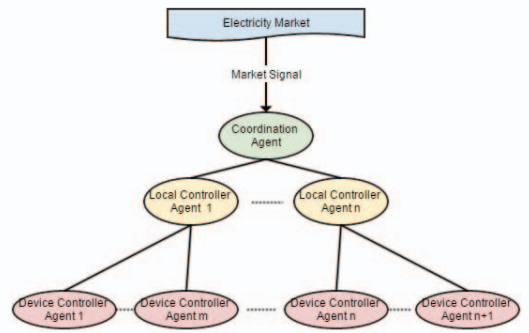 Electricity Market
Market Signal
Coordination
Agent
Local Controller
Agent 1
Local Controller
Agent n
Device Controller
Agent 1
Device Controller
Agent m
Device Controller
Agent n
Device Controller
Agent n+1